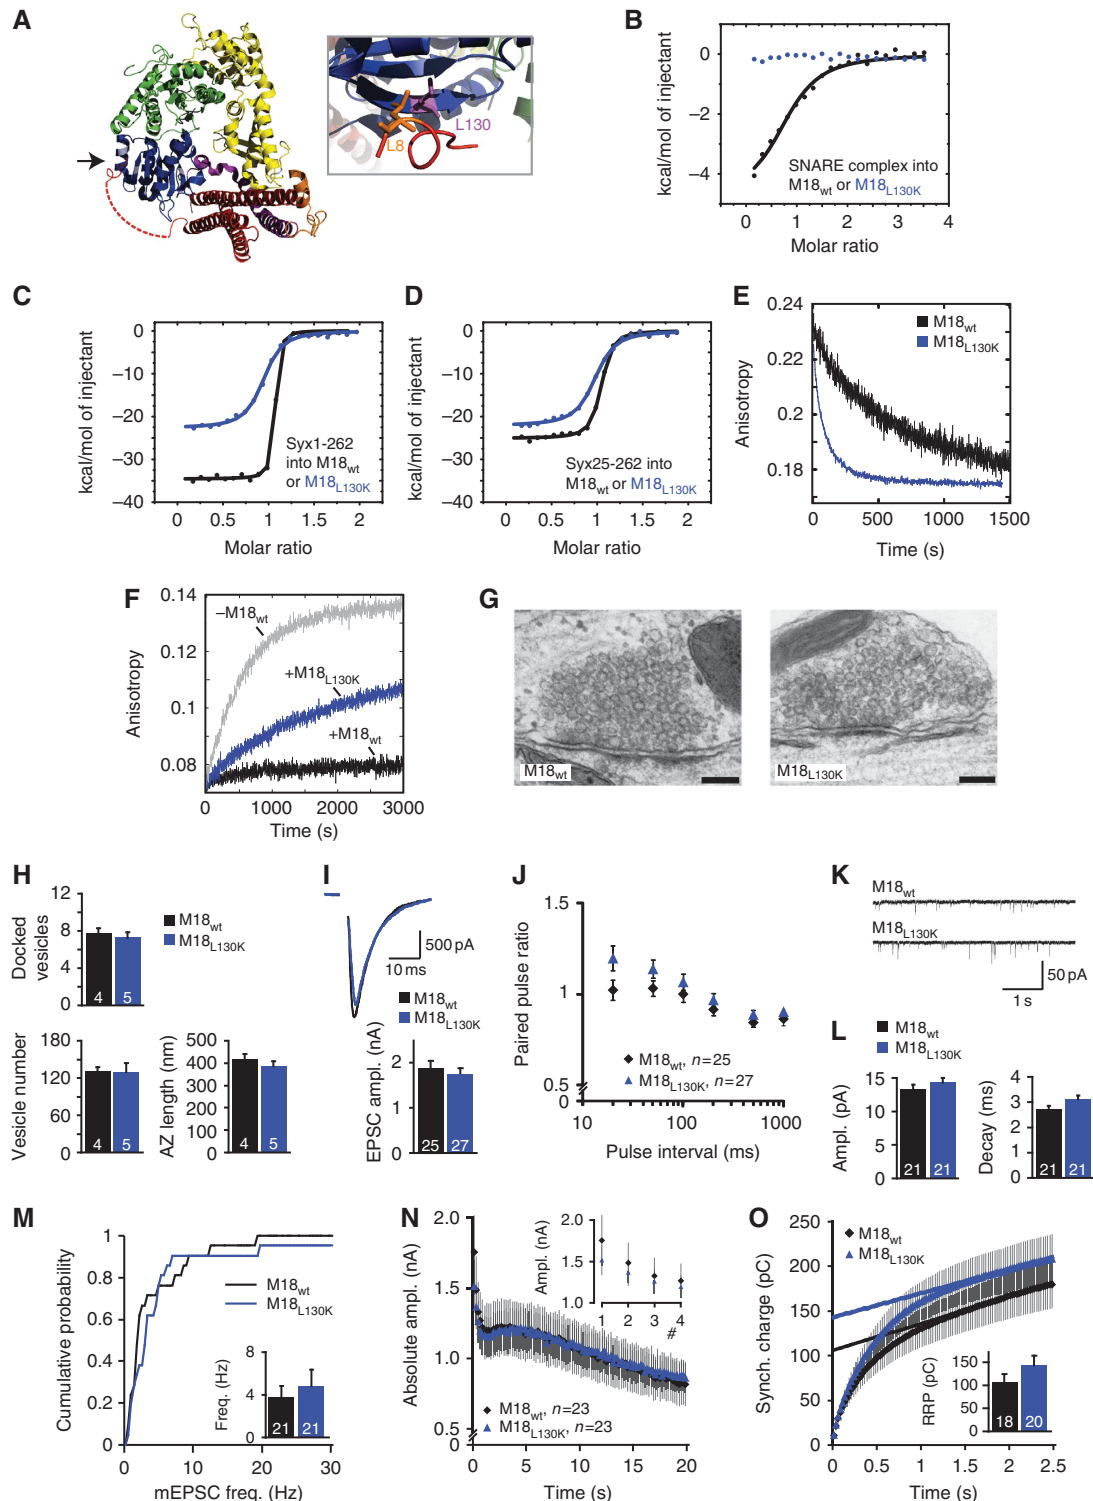 A
L130
L8
B
kcal/mol of injectant
0
−2
−4
SNARE complex into
M18wt or M18L130K
0 1 2 3 4
Molar ratio
C
kcal/mol of injectant
0
−10
−20
−30
−40
Syx1-262
into M18wt
or M18L130K
0 0.5 1 1.5 2
Molar ratio
D
kcal/mol of injectant
0
−10
−20
−30
−40
Syx25-262 into
M18wt or M18L130K
0 0.5 1 1.5 2
Molar ratio
E
Anisotropy
0.24
0.22
0.2
0.18
M18wt
M18L130K
0 500 1000 1500
Time (s)
F
Anisotropy
0.14
0.12
0.1
0.08
−M18wt
+M18L130K
+M18wt
0 1000 2000 3000
Time (s)
G
M18wt
M18L130K
H
Docked
vesicles
12
8
4
0
4 5
M18wt
M18L130K
Vesicle number
180
120
60
0
4 5
AZ length (nm)
500
400
300
200
100
0
4 5
I
500 pA
10 ms
M18wt
M18L130K
EPSC ampl. (nA)
2
1
0
25 27
J
Paired pulse ratio
1.5
1
0.5
0
M18wt, n=25
M18L130K, n=27
10 100 1000
Pulse interval (ms)
K
M18wt
M18L130K
50 pA
1 s
L
M18wt
M18L130K
Ampl. (pA)
15
10
5
0
21 21
Decay (ms)
4
3
2
1
0
21 21
M
Cumulative probability
1
0.8
0.6
0.4
0.2
0
M18wt
M18L130K
Freq. (Hz)
8
4
0
21 21
0 10 20 30
mEPSC freq. (Hz)
N
Absolute ampl. (nA)
2.0
1.5
1.0
0.5
0
Ampl. (nA)
2.0
1.5
1.0
1 2 3 4
#
M18wt, n=23
M18L130K, n=23
0 5 10 15 20
Time (s)
O
Synch. charge (pC)
250
200
150
100
50
0
M18wt
M18L130K
RRP (pC)
150
100
50
0
18 20
0 0.5 1 1.5 2 2.5
Time (s)